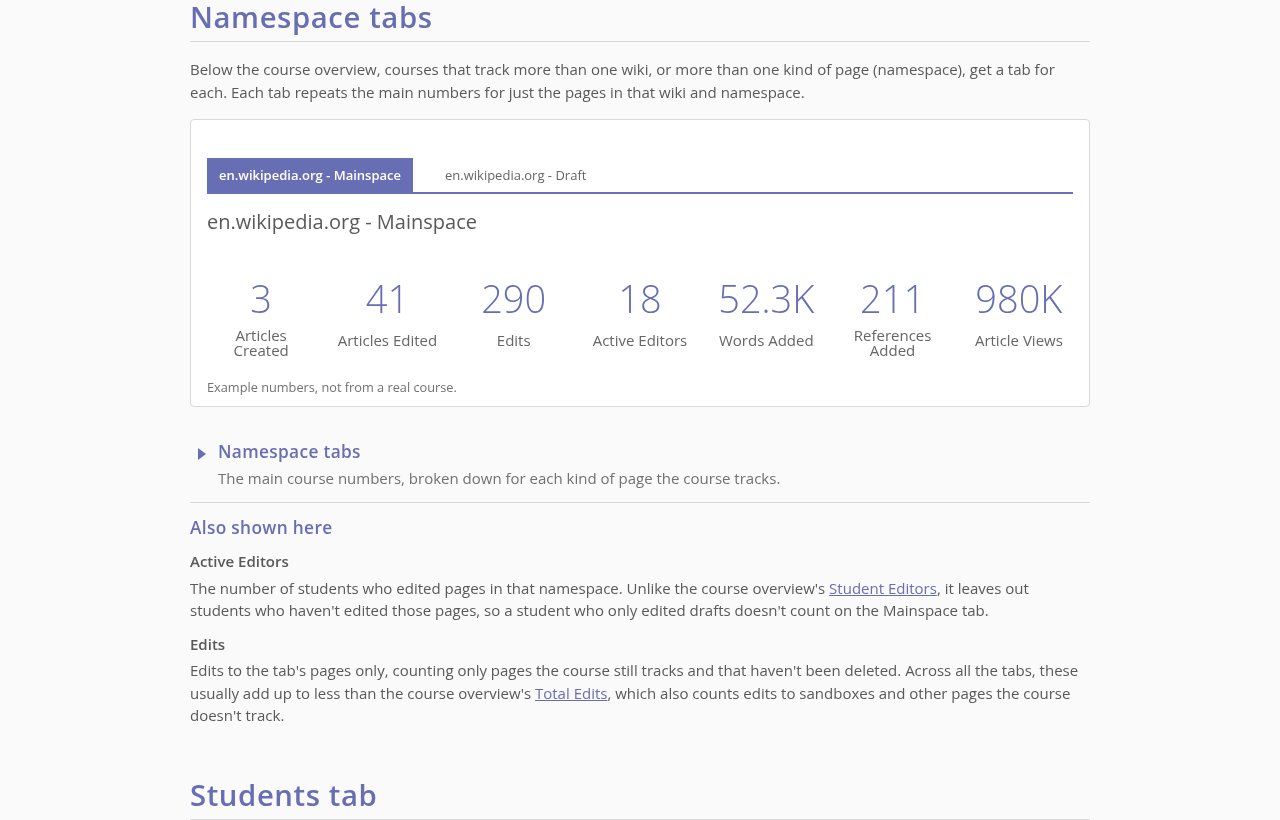 Namespace tabs
Below the course overview, courses that track more than one wiki, or more than one kind of page (namespace), get a tab for
each. Each tab repeats the main numbers for just the pages in that wiki and namespace.
en.wikipedia.org - Mainspace
en.wikipedia.org - Draft
en.wikipedia.org - Mainspace
3
Articles
Created
41
Articles Edited
290
Edits
18
Active Editors
52.3K
Words Added
211
References
Added
980K
Article Views
Example numbers, not from a real course.
Namespace tabs
The main course numbers, broken down for each kind of page the course tracks.
Also shown here
Active Editors
The number of students who edited pages in that namespace. Unlike the course overview's Student Editors, it leaves out
students who haven't edited those pages, so a student who only edited drafts doesn't count on the Mainspace tab.
Edits
Edits to the tab's pages only, counting only pages the course still tracks and that haven't been deleted. Across all the tabs, these
usually add up to less than the course overview's Total Edits, which also counts edits to sandboxes and other pages the course
doesn't track.
Students tab